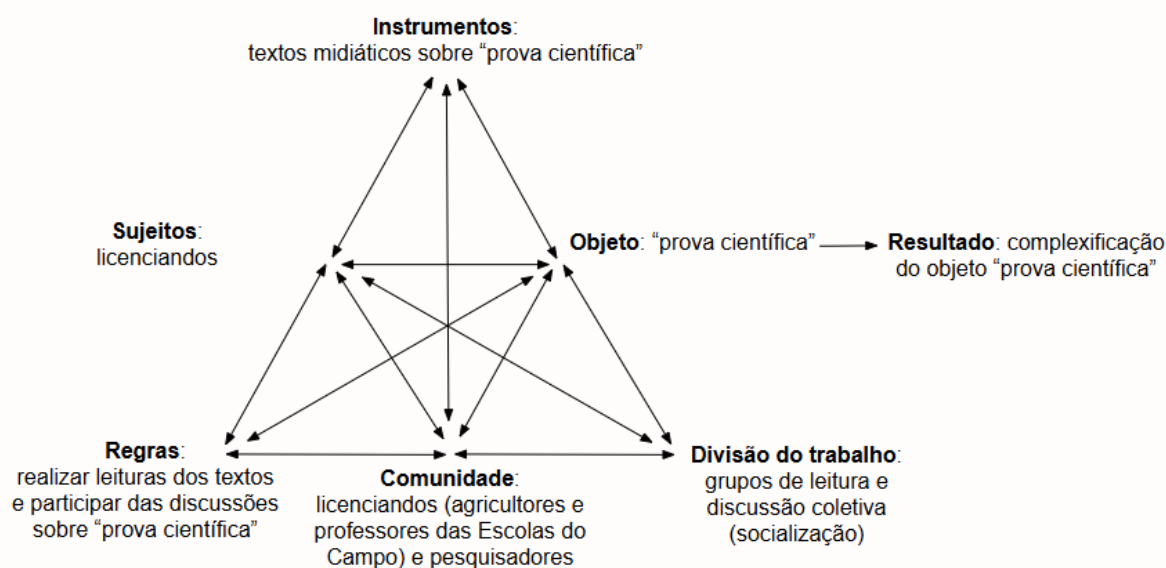 Instrumentos:
textos midiáticos sobre “prova científica”
Sujeitos:
licenciandos
Objeto: “prova científica”
Resultado: complexificação
do objeto “prova científica”
Regras:
realizar leituras dos textos
e participar das discussões
sobre “prova científica”
Comunidade:
licenciandos (agricultores e
professores das Escolas do
Campo) e pesquisadores
Divisão do trabalho:
grupos de leitura e
discussão coletiva
(socialização)